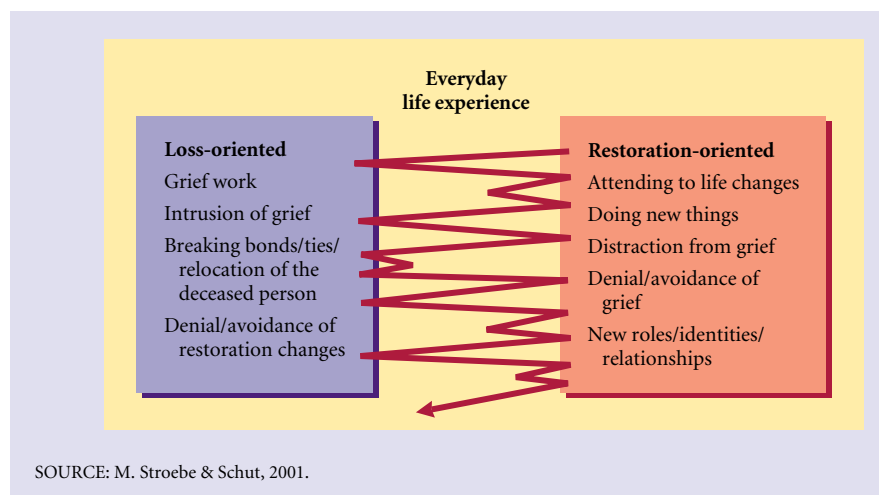 Everyday
life experience
Loss-oriented
Grief work
Intrusion of grief
Breaking bonds/ties/
relocation of the
deceased person
Denial/avoidance of
restoration changes
Restoration-oriented
Attending to life changes
Doing new things
Distraction from grief
Denial/avoidance of
grief
New roles/identities/
relationships
SOURCE: M. Stroebe & Schut, 2001.